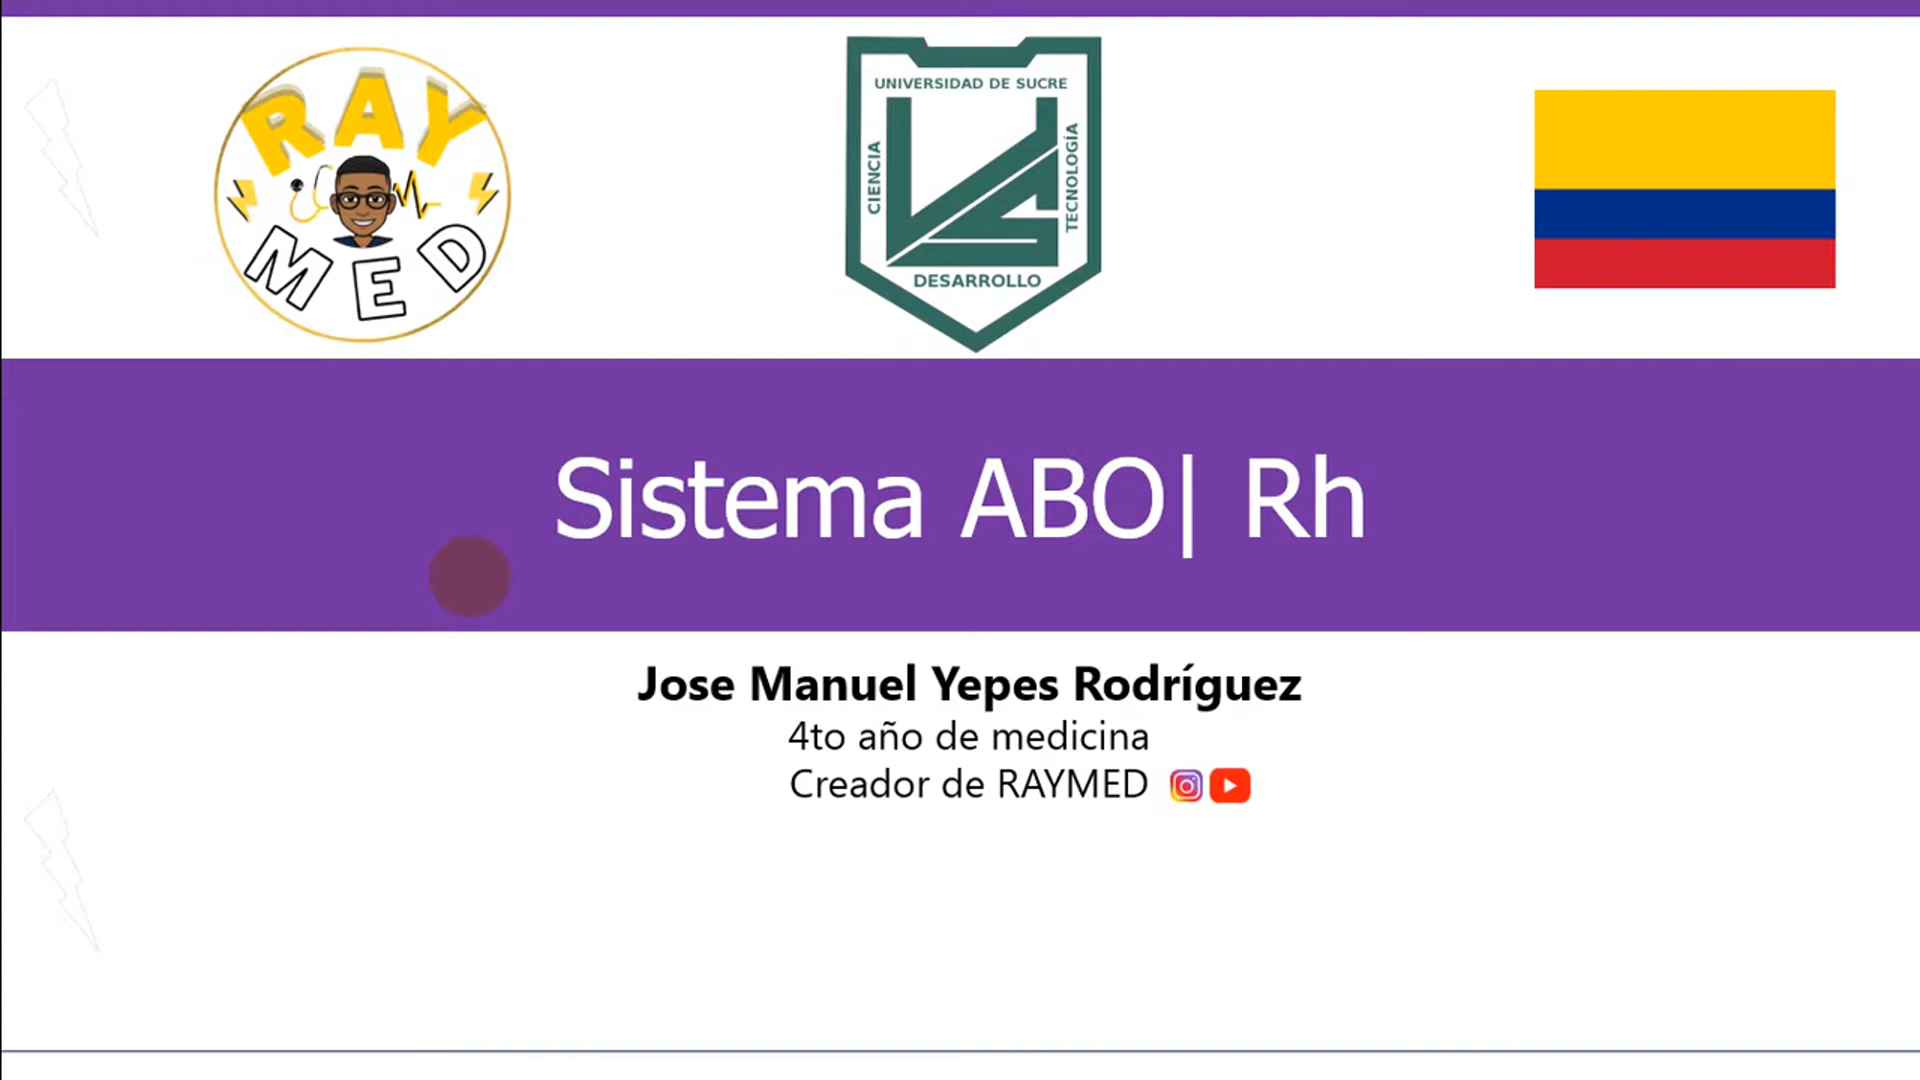 RAY
MED
UNIVERSIDAD DE SUCRE
CIENCIA
TECNOLOGÍA
DESARROLLO
Sistema ABO| Rh
Jose Manuel Yepes Rodríguez
4to año de medicina
Creador de RAYMED